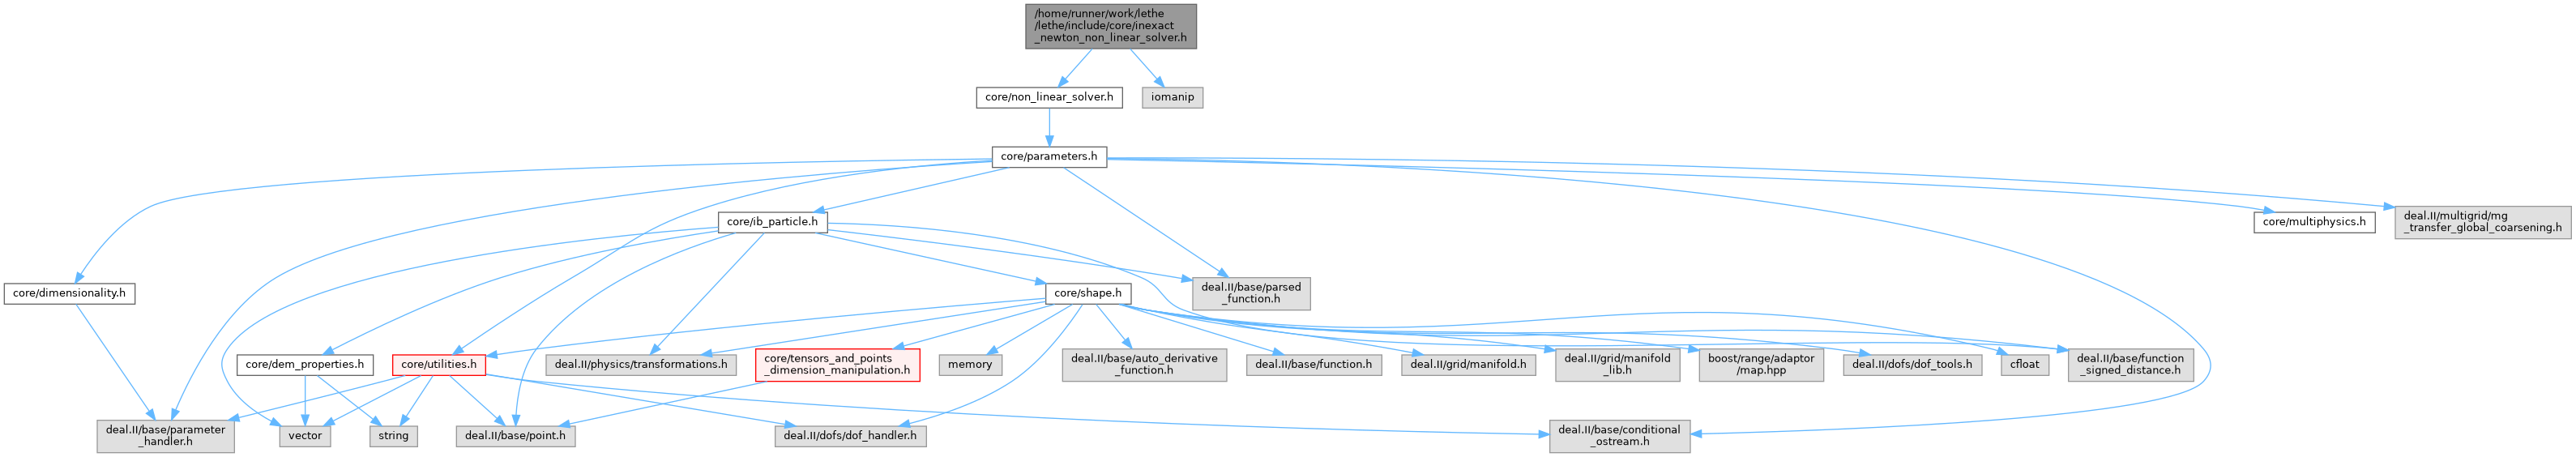 /home/runner/work/lethe
/lethe/include/core/inexact
_newton_non_linear_solver.h
core/non_linear_solver.h
iomanip
core/parameters.h
core/ib_particle.h
core/multiphysics.h
deal.II/multigrid/mg
_transfer_global_coarsening.h
core/dimensionality.h
core/shape.h
deal.II/base/parsed
_function.h
core/dem_properties.h
core/utilities.h
deal.II/physics/transformations.h
core/tensors_and_points
_dimension_manipulation.h
memory
deal.II/base/auto_derivative
_function.h
deal.II/base/function.h
deal.II/grid/manifold.h
deal.II/grid/manifold
_lib.h
boost/range/adaptor
/map.hpp
deal.II/dofs/dof_tools.h
cfloat
deal.II/base/function
_signed_distance.h
deal.II/base/parameter
_handler.h
vector
string
deal.II/base/point.h
deal.II/dofs/dof_handler.h
deal.II/base/conditional
_ostream.h